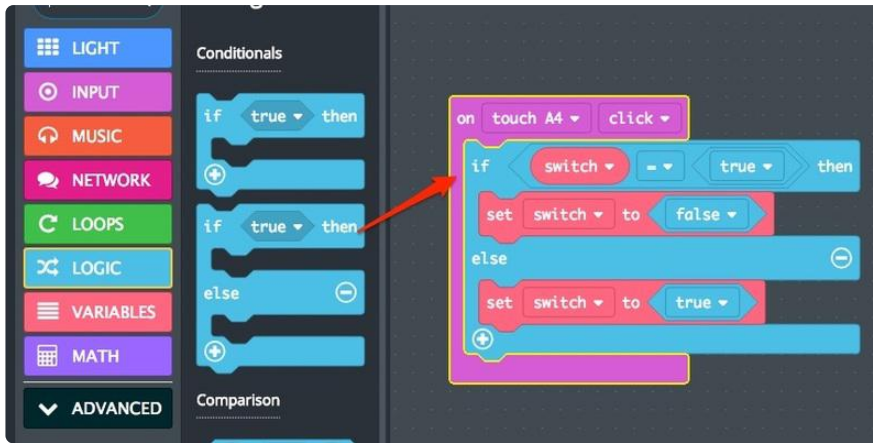 LIGHT
INPUT
MUSIC
NETWORK
LOOPS
LOGIC
VARIABLES
MATH
ADVANCED
Conditionals
if true then
if true then
else
Comparison
on touch A4 click
if switch = true then
set switch to false
else
set switch to true